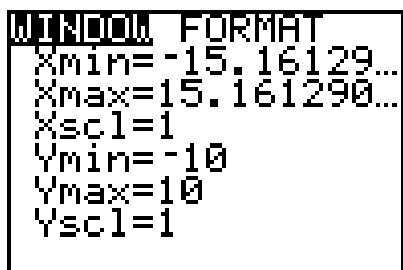 WINDOW FORMAT
Xmin=-15.16129…
Xmax=15.161290…
Xscl=1
Ymin=-10
Ymax=10
Yscl=1